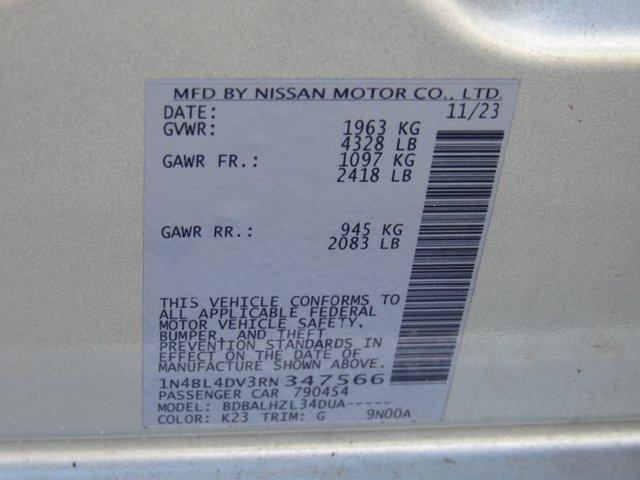 MFD BY NISSAN MOTOR CO., LTD.
DATE: 11/23
GVWR: 1963 KG
4328 LB
GAWR FR.: 1097 KG
2418 LB
GAWR RR.: 945 KG
2083 LB
THIS VEHICLE CONFORMS TO
ALL APPLICABLE FEDERAL
MOTOR VEHICLE SAFETY,
BUMPER, AND THEFT
PREVENTION STANDARDS IN
EFFECT ON THE DATE OF
MANUFACTURE SHOWN ABOVE.
1N4BL4DV3RN347566
PASSENGER CAR 790454
MODEL: BDBALHZL34DUA-----
COLOR: K23 TRIM: G 9N00A